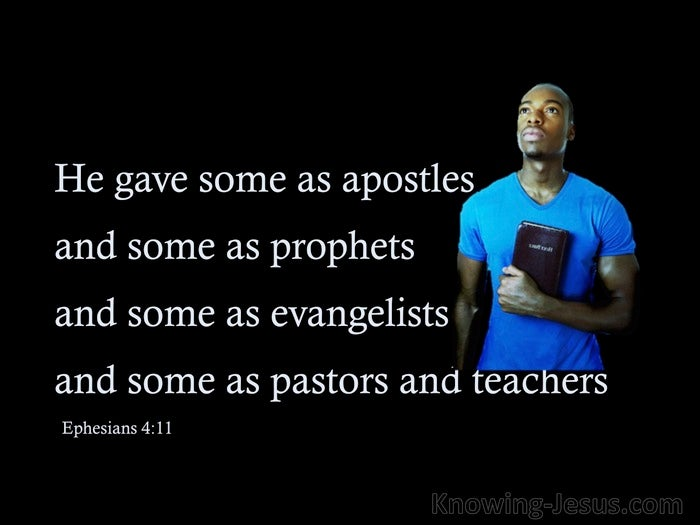 He gave some as apostles
and some as prophets
and some as evangelists
and some as pastors and teachers
Ephesians 4:11
Knowing-Jesus.com